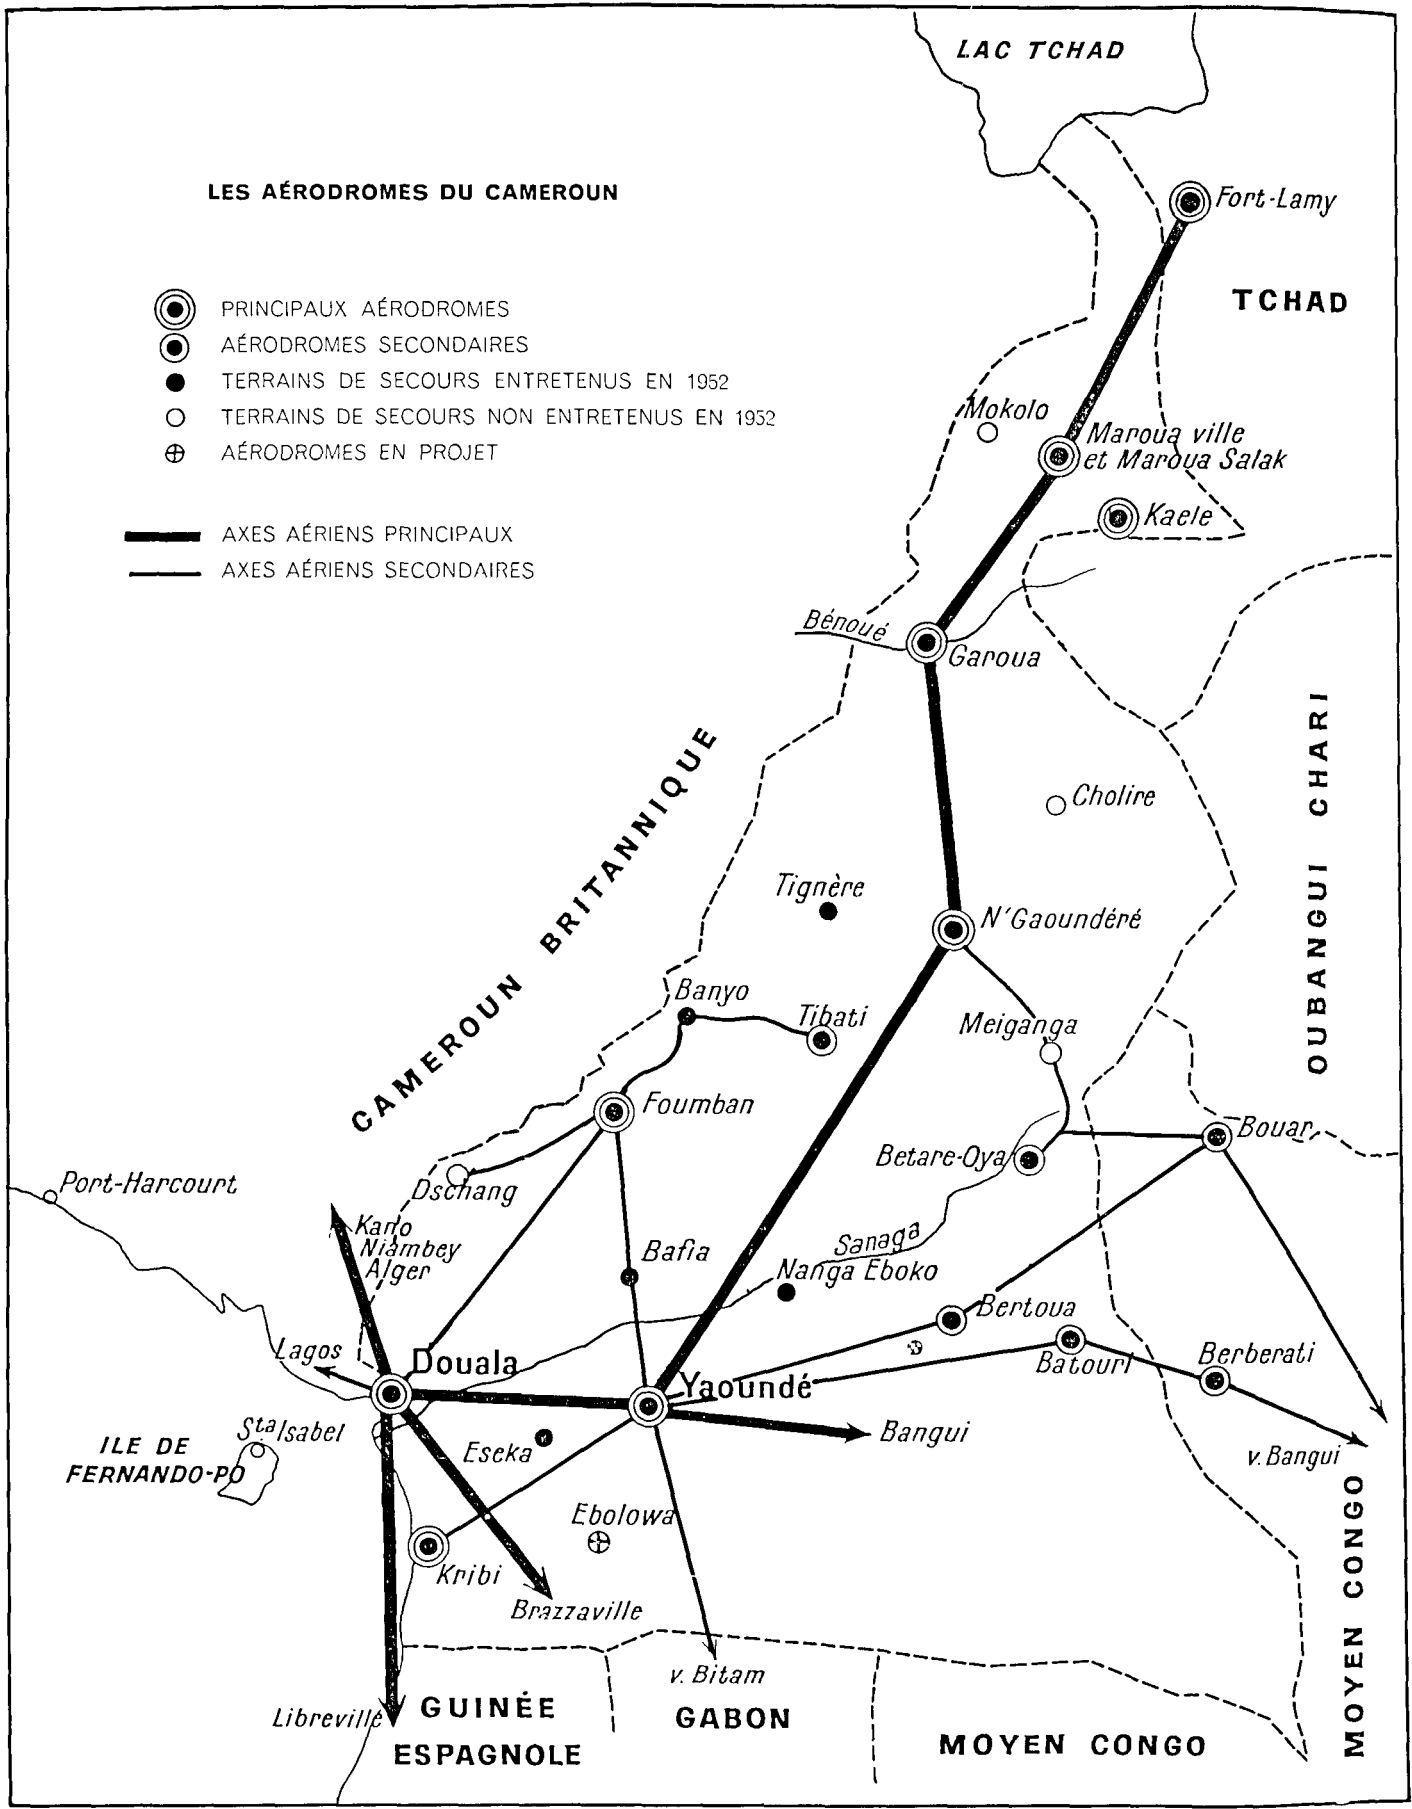 LAC TCHAD
LES AÉRODROMES DU CAMEROUN
Fort-Lamy
TCHAD
PRINCIPAUX AÉRODROMES
AÉRODROMES SECONDAIRES
TERRAINS DE SECOURS ENTRETENUS EN 1952
TERRAINS DE SECOURS NON ENTRETENUS EN 1952
AÉRODROMES EN PROJET
AXES AÉRIENS PRINCIPAUX
AXES AÉRIENS SECONDAIRES
Mokolo
Maroua ville
et Maroua Salak
Kaele
Bénoué
Garoua
CAMEROUN BRITANNIQUE
OUBANGUI CHARI
Cholire
Tignère
N'Gaoundéré
Banyo
Tibati
Meiganga
Foumban
Bouar
Betare-Oya
Dschang
Port-Harcourt
Kano
Niambey
Alger
Bafia
Sanaga
Nanga Eboko
Bertoua
Lagos
Douala
Batouri
Berberati
Yaoundé
Sta Isabel
ILE DE
FERNANDO-PO
Eseka
Bangui
v. Bangui
Ebolowa
Kribi
Brazzaville
MOYEN CONGO
v. Bitam
Libreville
GUINÉE
ESPAGNOLE
GABON
MOYEN CONGO